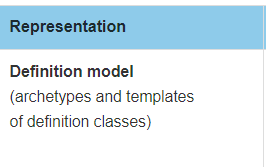 Representation
Definition model
(archetypes and templates
of definition classes)